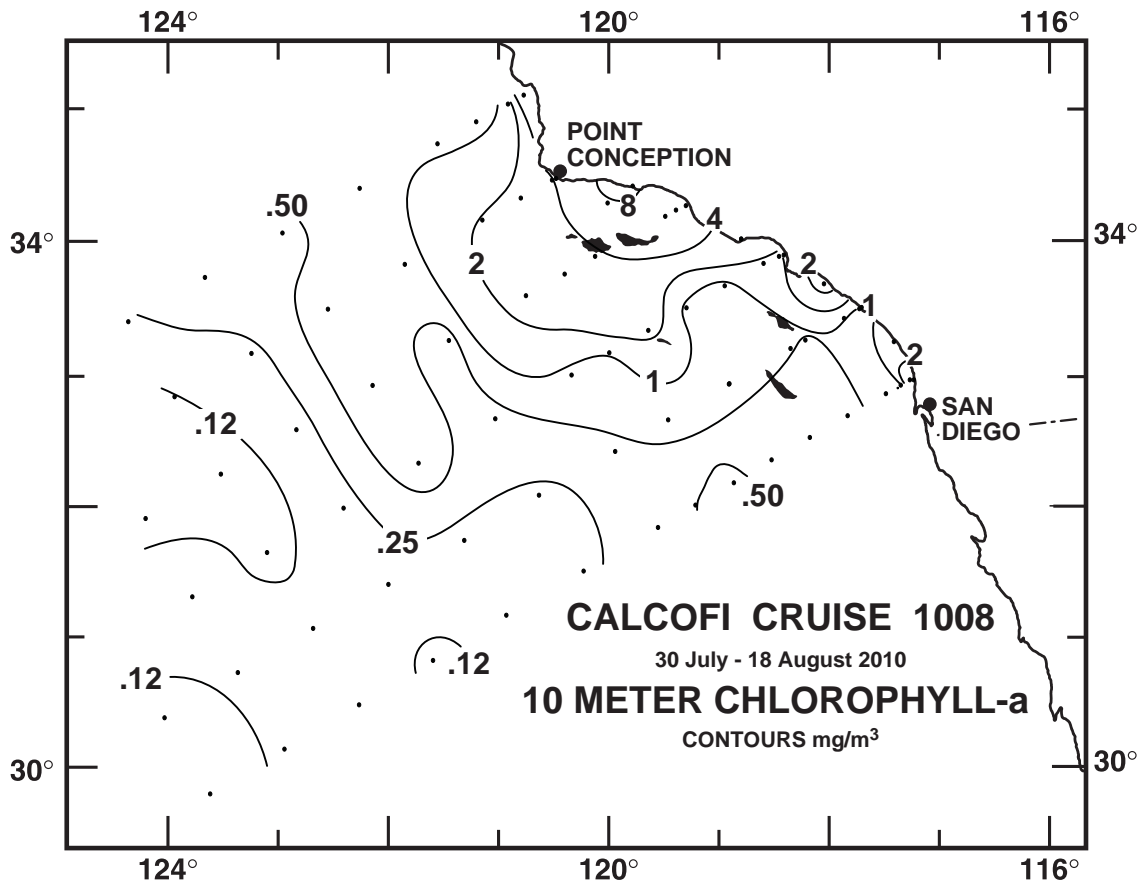 124° 120° 116°
POINT
CONCEPTION
.50
8
4
34° 34°
2 2
1
2
1
.12
SAN
DIEGO
.50
.25
CALCOFI CRUISE 1008
30 July - 18 August 2010
.12
.12
10 METER CHLOROPHYLL-a
CONTOURS mg/m³
30° 30°
124° 120° 116°